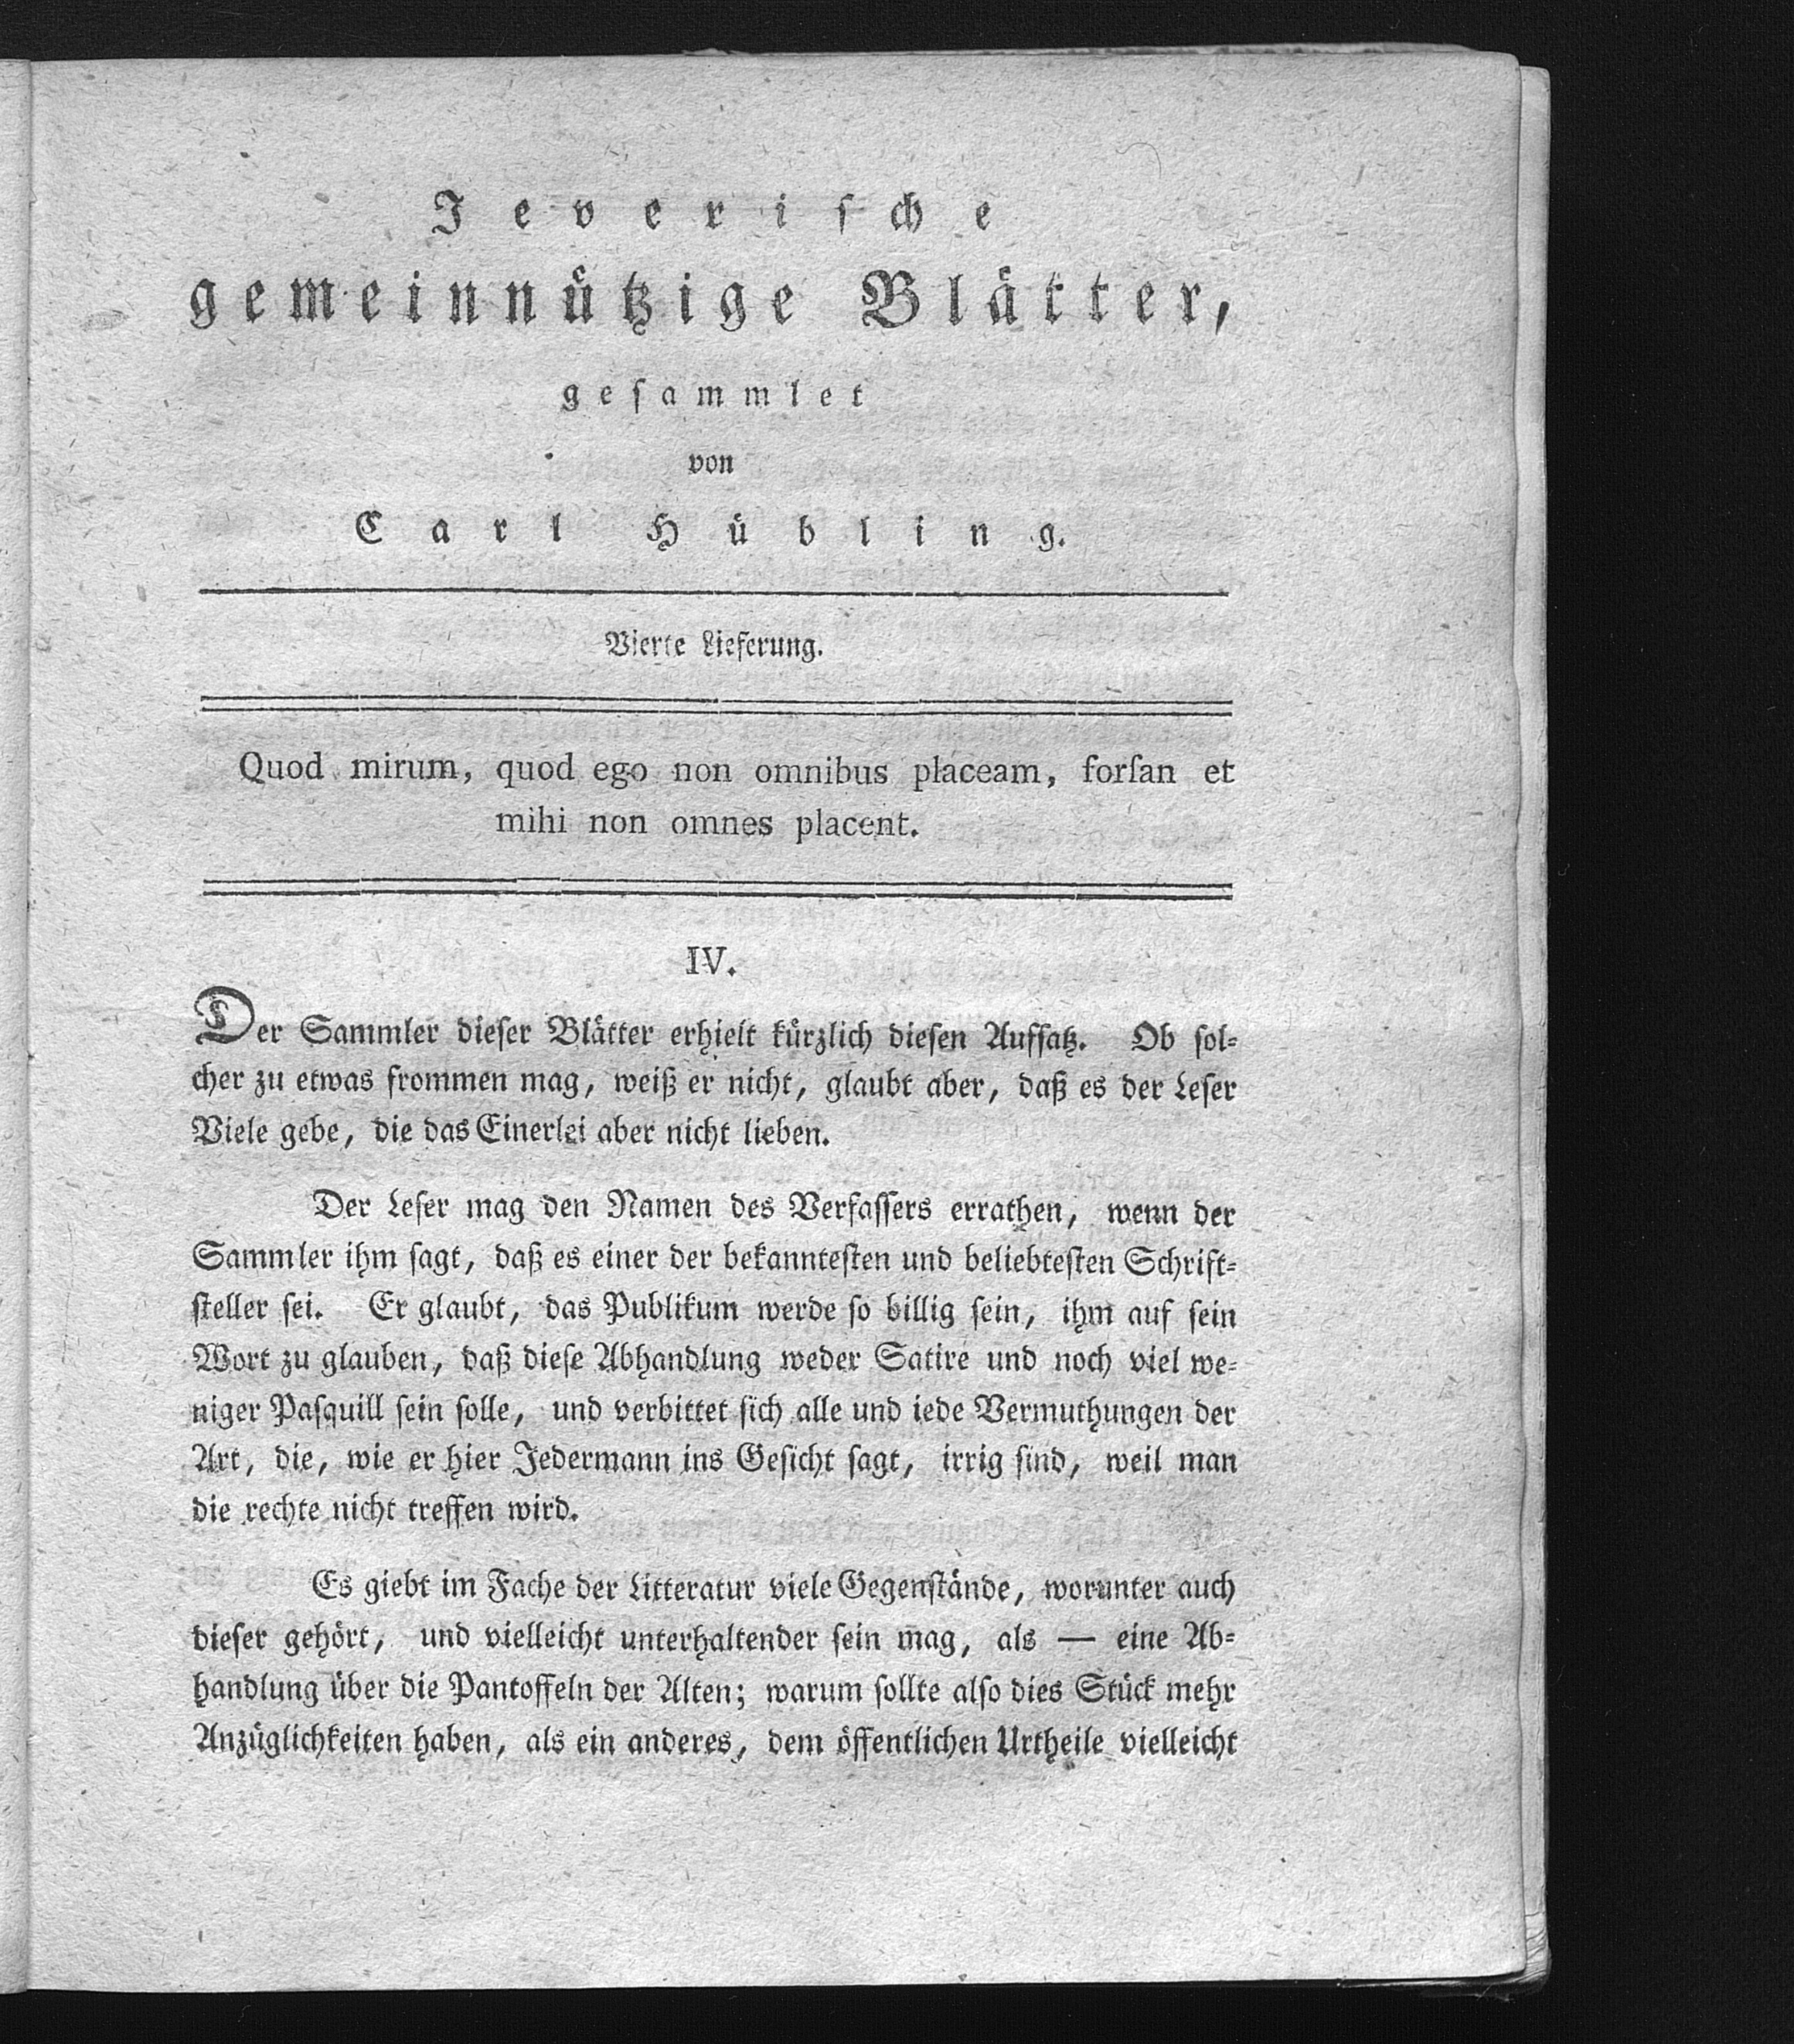 Jeveriſche
gemeinnützige Blätter,
geſammlet
von
Carl Hübling.
Vierte Lieferung.
Quod mirum, quod ego non omnibus placeam, forſan et
mihi non omnes placent.
IV.
Der Sammler dieſer Blätter erhielt kürzlich dieſen Aufſatz. Ob ſol-
cher zu etwas frommen mag, weiß er nicht, glaubt aber, daß es der Leſer
Viele gebe, die das Einerlei aber nicht lieben.
Der Leſer mag den Namen des Verfaſſers errathen, wenn der
Sammler ihm ſagt, daß es einer der bekannteſten und beliebteſten Schrift-
ſteller ſei. Er glaubt, das Publikum werde ſo billig ſein, ihm auf ſein
Wort zu glauben, daß dieſe Abhandlung weder Satire und noch viel we-
niger Pasquill ſein ſolle, und verbittet ſich alle und iede Vermuthungen der
Art, die, wie er hier Jedermann ins Geſicht ſagt, irrig ſind, weil man
die rechte nicht treffen wird.
Es giebt im Fache der Litteratur viele Gegenſtände, worunter auch
dieſer gehört, und vielleicht unterhaltender ſein mag, als — eine Ab-
handlung über die Pantoffeln der Alten; warum ſollte alſo dies Stück mehr
Anzüglichkeiten haben, als ein anderes, dem öffentlichen Urtheile vielleicht